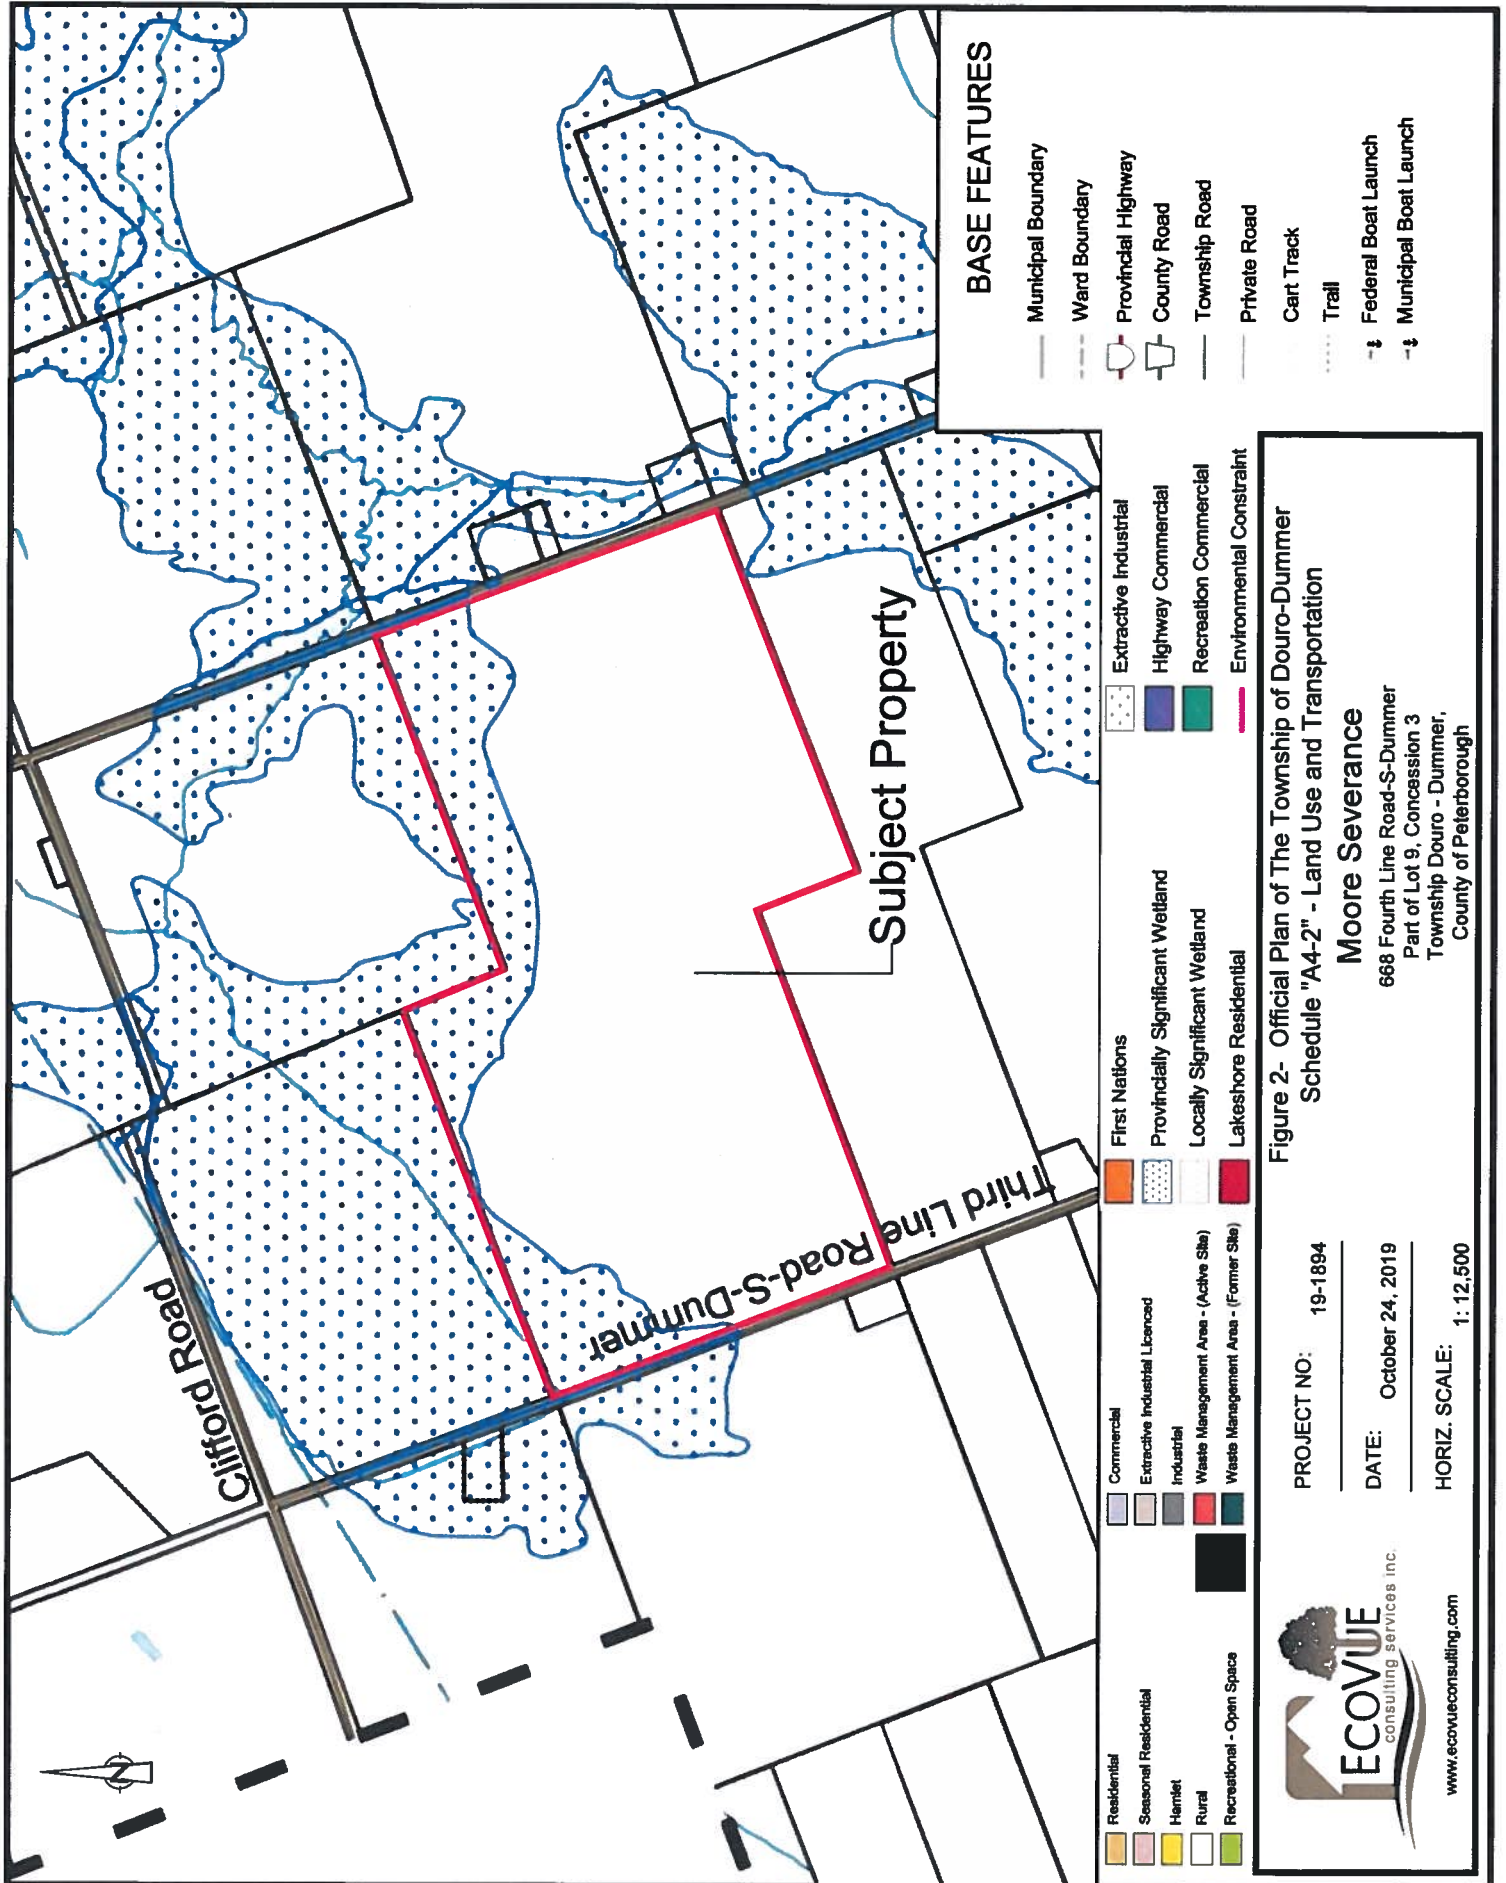 Clifford Road
Third Line Road-S-Dummer
Subject Property
N
BASE FEATURES
Municipal Boundary
Ward Boundary
Provincial Highway
County Road
Township Road
Private Road
Cart Track
Trail
Federal Boat Launch
Municipal Boat Launch
Residential
Seasonal Residential
Hamlet
Rural
Recreational - Open Space
Commercial
Extractive Industrial Licenced
Industrial
Waste Management Area - (Active Site)
Waste Management Area - (Former Site)
First Nations
Provincially Significant Wetland
Locally Significant Wetland
Lakeshore Residential
Extractive Industrial
Highway Commercial
Recreation Commercial
Environmental Constraint
ECOVUE
consulting services inc.
www.ecovueconsulting.com
PROJECT NO: 19-1894
DATE: October 24, 2019
HORIZ. SCALE: 1: 12,500
Figure 2- Official Plan of The Township of Douro-Dummer
Schedule "A4-2" - Land Use and Transportation
Moore Severance
668 Fourth Line Road-S-Dummer
Part of Lot 9, Concession 3
Township Douro - Dummer,
County of Peterborough